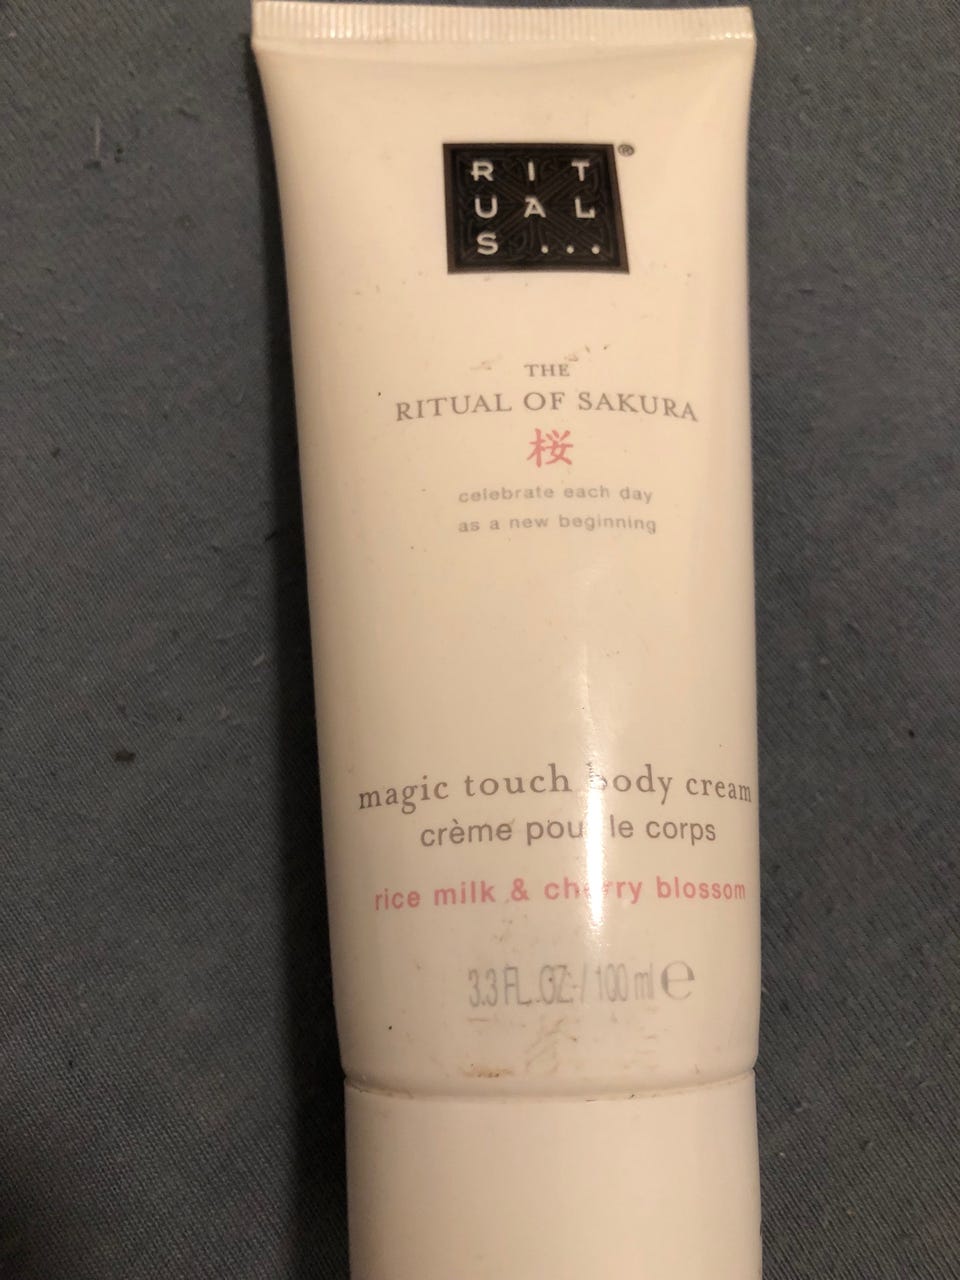 RIT
UAL
S...
®
THE
RITUAL OF SAKURA
桜
celebrate each day
as a new beginning
magic touch body cream
crème pour le corps
rice milk & cherry blossom
3.3 FL. OZ. / 100 ml ℮